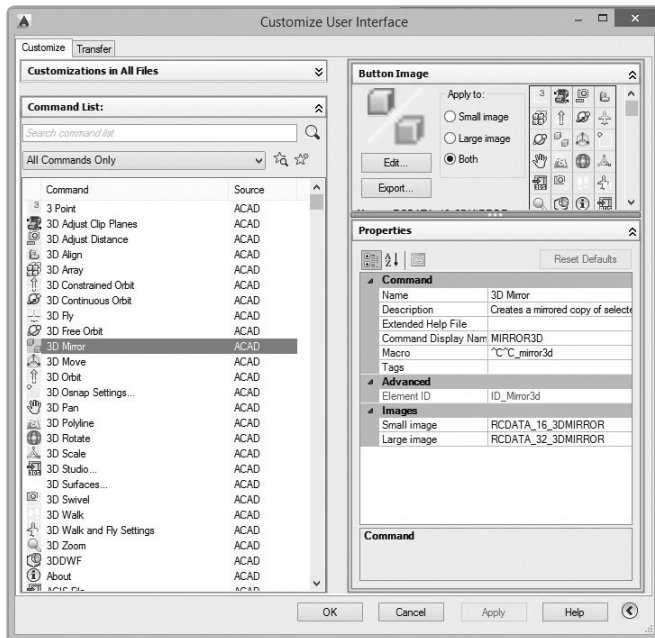 Customize User Interface
Customize Transfer
Customizations in All Files
Command List:
Search command list
All Commands Only
Command Source
3 Point ACAD
3D Adjust Clip Planes ACAD
3D Adjust Distance ACAD
3D Align ACAD
3D Array ACAD
3D Constrained Orbit ACAD
3D Continuous Orbit ACAD
3D Fly ACAD
3D Free Orbit ACAD
3D Mirror ACAD
3D Move ACAD
3D Orbit ACAD
3D Osnap Settings... ACAD
3D Pan ACAD
3D Polyline ACAD
3D Rotate ACAD
3D Scale ACAD
3D Studio... ACAD
3D Surfaces... ACAD
3D Swivel ACAD
3D Walk ACAD
3D Walk and Fly Settings ACAD
3D Zoom ACAD
3DDWF ACAD
About ACAD
Button Image
Apply to:
Small image
Large image
Both
Edit...
Export...
Properties
Reset Defaults
Command
Name 3D Mirror
Description Creates a mirrored copy of selecte
Extended Help File
Command Display Nam MIRROR3D
Macro ^C^C_mirror3d
Tags
Advanced
Element ID ID_Mirror3d
Images
Small image RCDATA_16_3DMIRROR
Large image RCDATA_32_3DMIRROR
Command
OK Cancel Apply Help